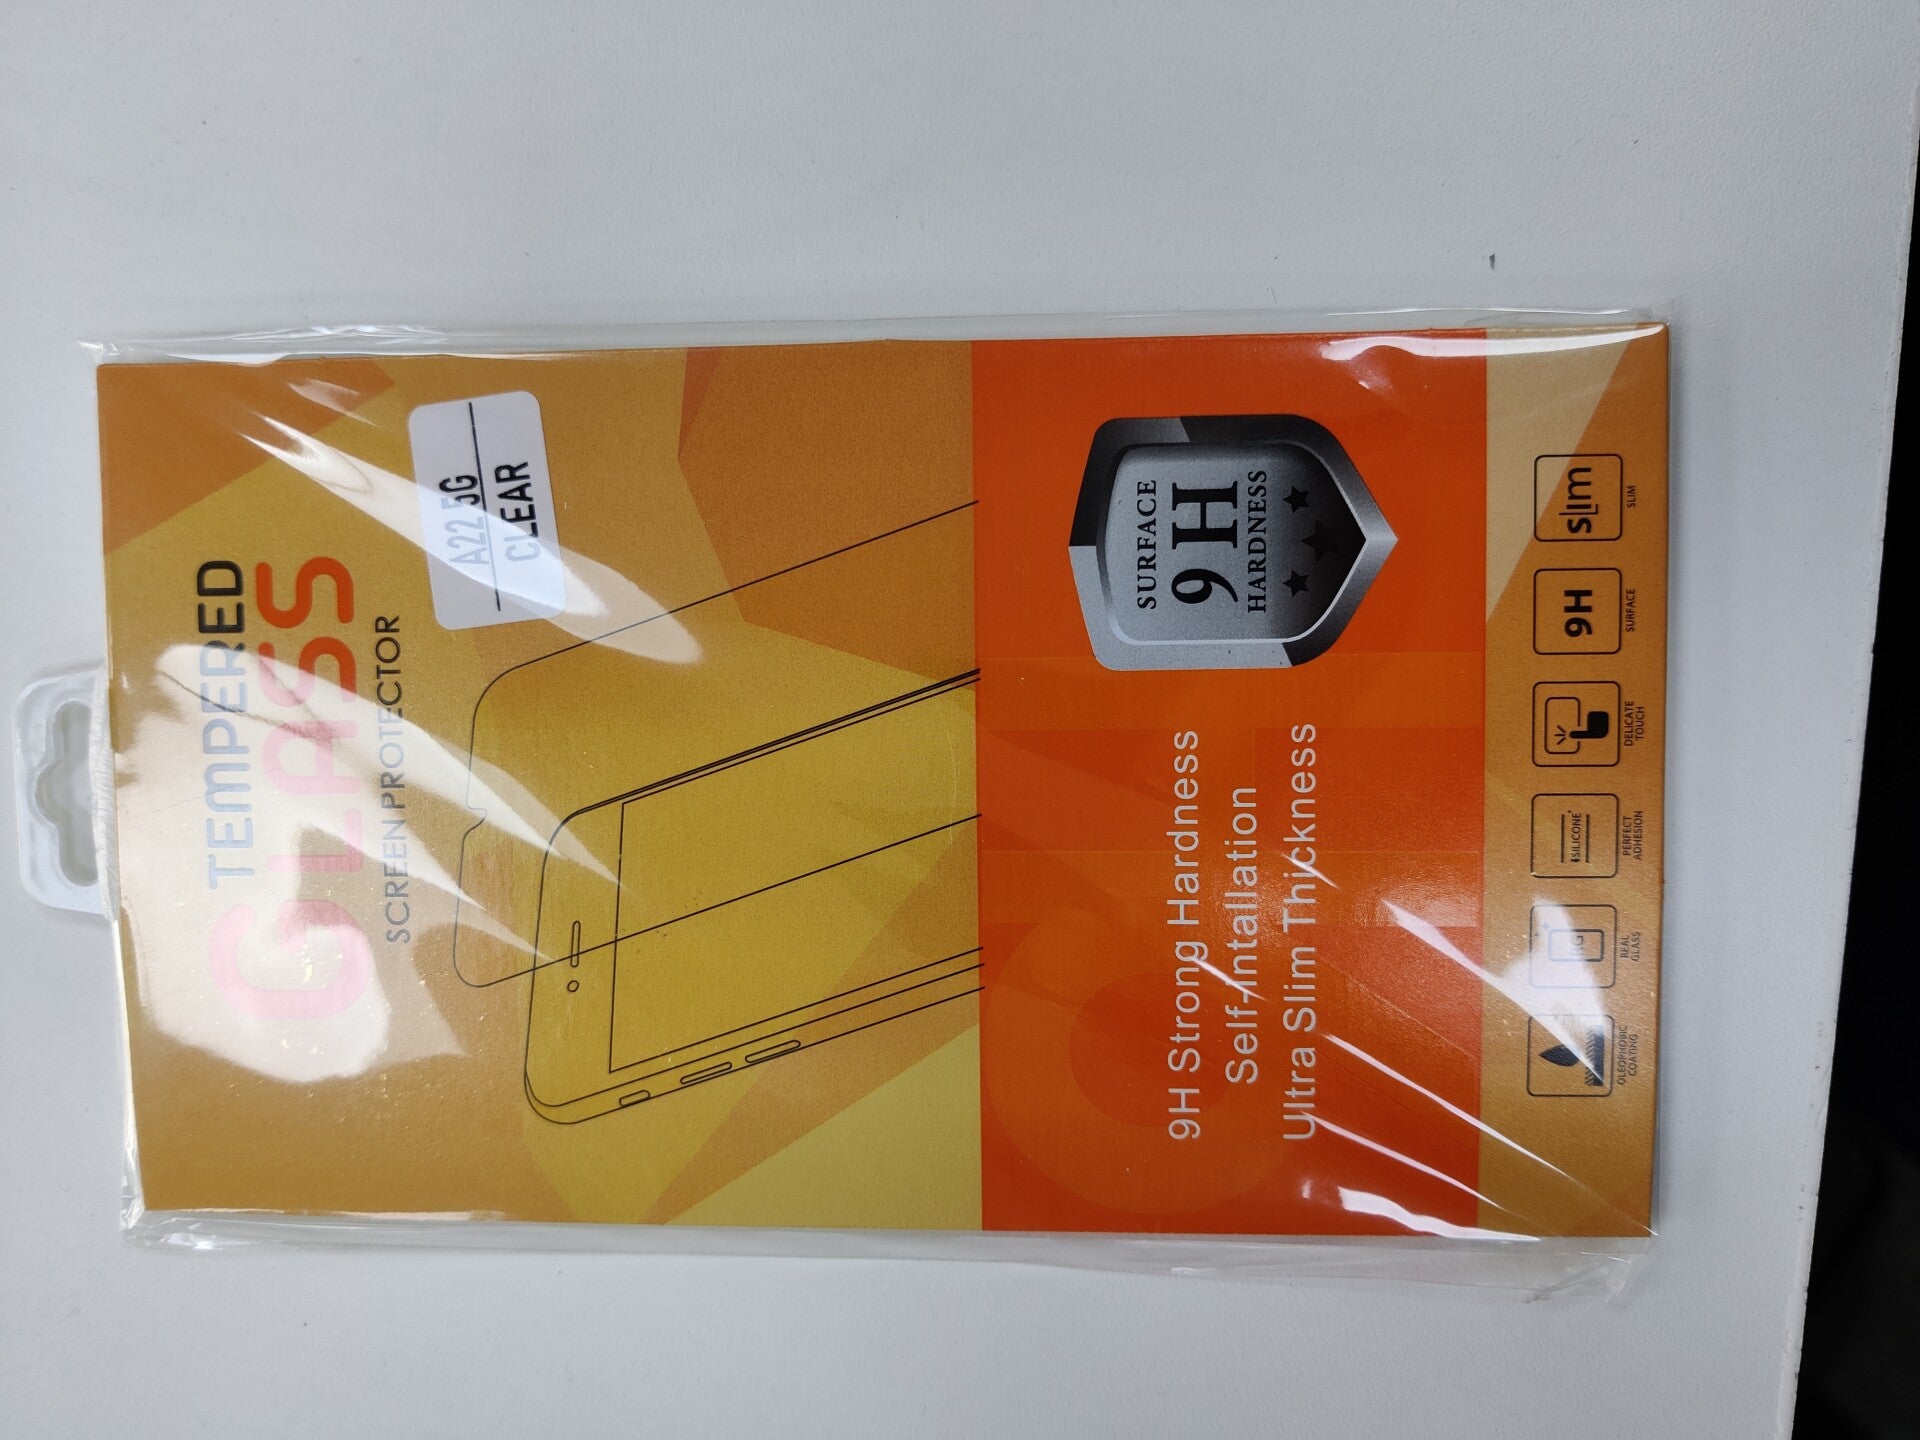 TEMPERED
GLASS
SCREEN PROTECTOR
A22 5G
CLEAR
SURFACE
9H
HARDNESS
9H Strong Hardness
Self-Intallation
Ultra Slim Thickness
OLEOPHOBIC
COATING
REAL
GLASS
SILICONE
PERFECT
ADHESION
DELICATE
TOUCH
9H
SURFACE
slim
SLIM